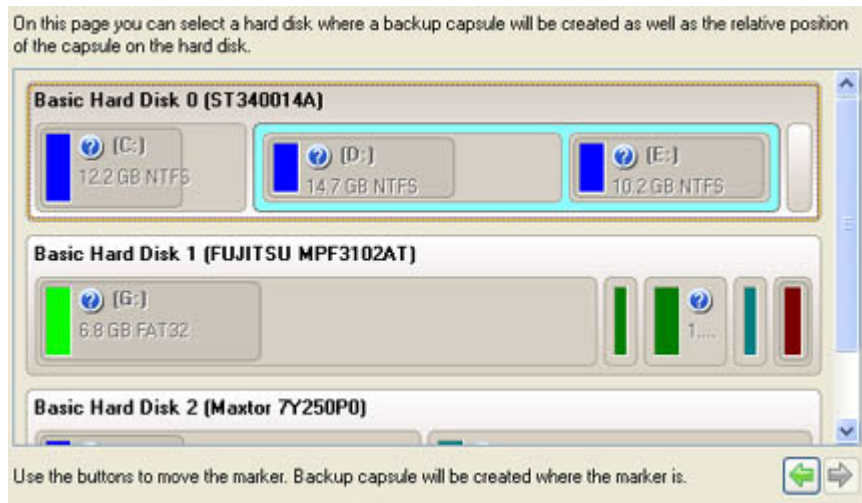 On this page you can select a hard disk where a backup capsule will be created as well as the relative position
of the capsule on the hard disk.
Basic Hard Disk 0 (ST340014A)
(C:)
12.2 GB NTFS
(D:)
14.7 GB NTFS
(E:)
10.2 GB NTFS
Basic Hard Disk 1 (FUJITSU MPF3102AT)
(G:)
6.8 GB FAT32
1....
Basic Hard Disk 2 (Maxtor 7Y250P0)
Use the buttons to move the marker. Backup capsule will be created where the marker is.